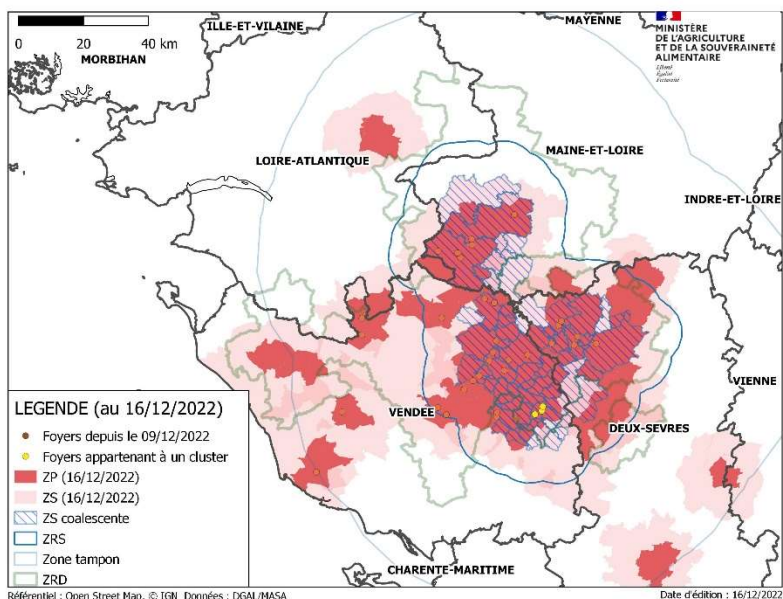 0 20 40 km
ILLE-ET-VILAINE
MAYENNE
MORBIHAN
MINISTÈRE
DE L'AGRICULTURE
ET DE LA SOUVERAINETÉ
ALIMENTAIRE
Liberté
Égalité
Fraternité
LOIRE-ATLANTIQUE
MAINE-ET-LOIRE
INDRE-ET-LOIRE
VIENNE
VENDEE
DEUX-SEVRES
CHARENTE-MARITIME
LEGENDE (au 16/12/2022)
Foyers depuis le 09/12/2022
Foyers appartenant à un cluster
ZP (16/12/2022)
ZS (16/12/2022)
ZS coalescente
ZRS
Zone tampon
ZRD
Référentiel : Open Street Map, © IGN Données : DGAL/MASA
Date d'édition : 16/12/2022